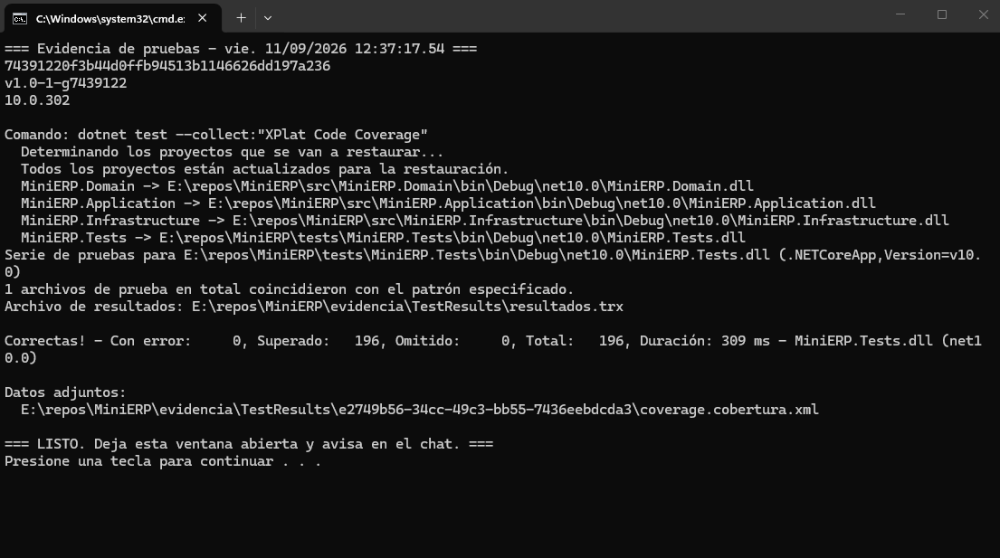 C:\Windows\system32\cmd.e:
=== Evidencia de pruebas - vie. 11/09/2026 12:37:17.54 ===
74391220f3b44d0ffb94513b1146626dd197a236
v1.0-1-g7439122
10.0.302
Comando: dotnet test --collect:"XPlat Code Coverage"
  Determinando los proyectos que se van a restaurar...
  Todos los proyectos están actualizados para la restauración.
  MiniERP.Domain -> E:\repos\MiniERP\src\MiniERP.Domain\bin\Debug\net10.0\MiniERP.Domain.dll
  MiniERP.Application -> E:\repos\MiniERP\src\MiniERP.Application\bin\Debug\net10.0\MiniERP.Application.dll
  MiniERP.Infrastructure -> E:\repos\MiniERP\src\MiniERP.Infrastructure\bin\Debug\net10.0\MiniERP.Infrastructure.dll
  MiniERP.Tests -> E:\repos\MiniERP\tests\MiniERP.Tests\bin\Debug\net10.0\MiniERP.Tests.dll
Serie de pruebas para E:\repos\MiniERP\tests\MiniERP.Tests\bin\Debug\net10.0\MiniERP.Tests.dll (.NETCoreApp,Version=v10.
0)
1 archivos de prueba en total coincidieron con el patrón especificado.
Archivo de resultados: E:\repos\MiniERP\evidencia\TestResults\resultados.trx
Correctas! - Con error:     0, Superado:   196, Omitido:     0, Total:   196, Duración: 309 ms - MiniERP.Tests.dll (net1
0.0)
Datos adjuntos:
  E:\repos\MiniERP\evidencia\TestResults\e2749b56-34cc-49c3-bb55-7436eebdcda3\coverage.cobertura.xml
=== LISTO. Deja esta ventana abierta y avisa en el chat. ===
Presione una tecla para continuar . . .